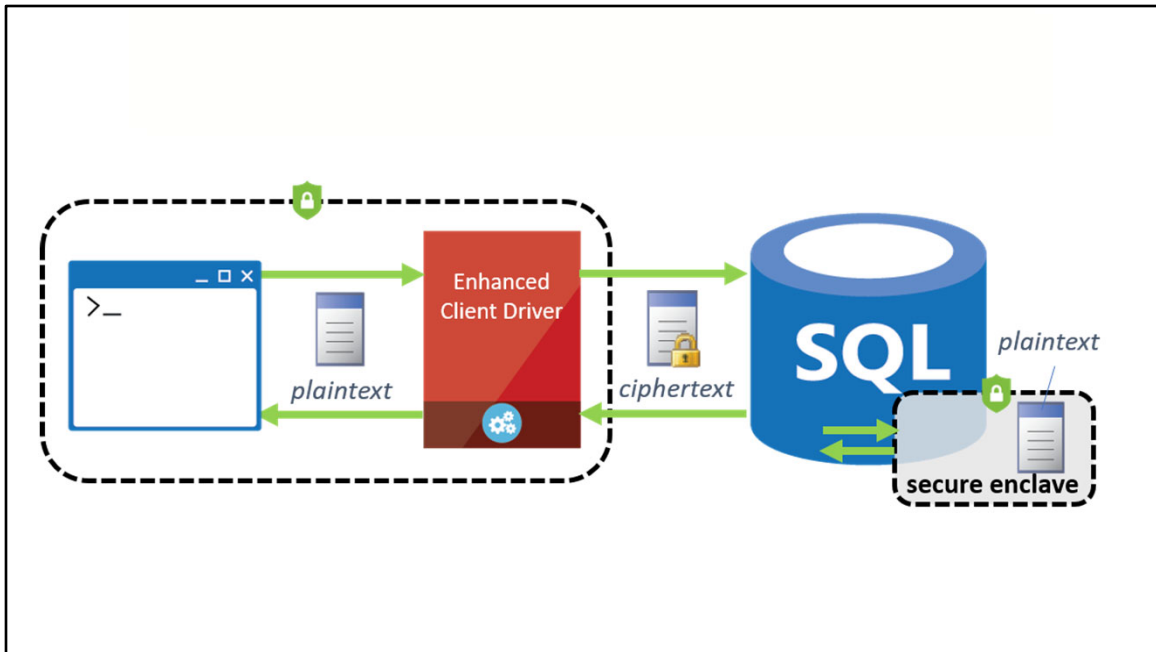 >_
plaintext
Enhanced
Client Driver
ciphertext
SQL
plaintext
secure enclave